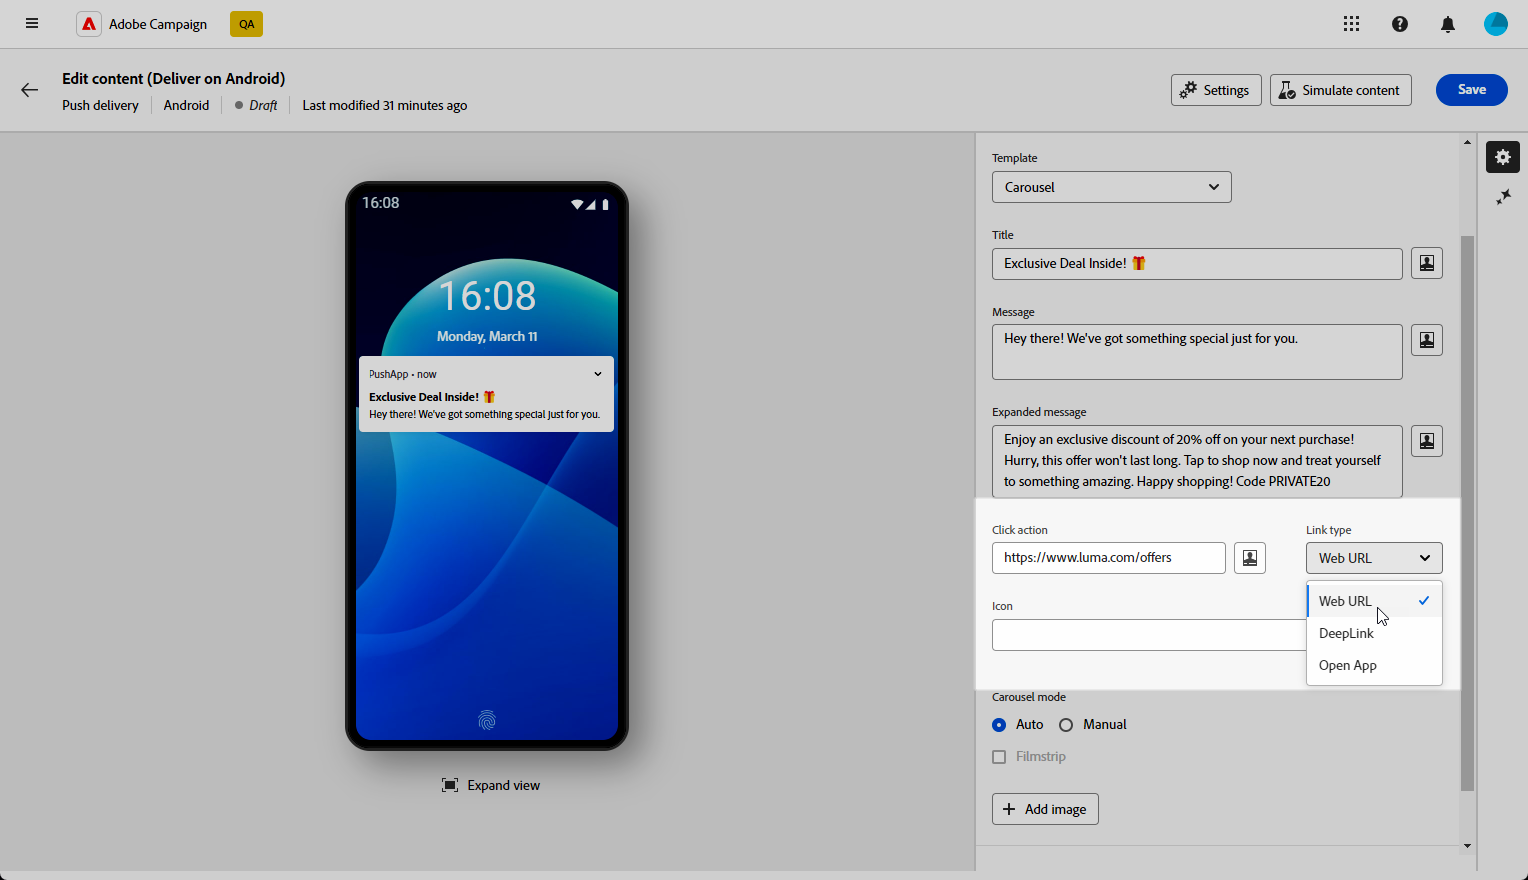 Adobe Campaign
QA
Edit content (Deliver on Android)
Push delivery Android Draft Last modified 31 minutes ago
Settings
Simulate content
Save
16:08
16:08
Monday, March 11
PushApp • now
Exclusive Deal Inside! 🎁
Hey there! We've got something special just for you.
Expand view
Template
Carousel
Title
Exclusive Deal Inside! 🎁
Message
Hey there! We've got something special just for you.
Expanded message
Enjoy an exclusive discount of 20% off on your next purchase!
Hurry, this offer won't last long. Tap to shop now and treat yourself
to something amazing. Happy shopping! Code PRIVATE20
Click action
https://www.luma.com/offers
Link type
Web URL
Web URL
DeepLink
Open App
Icon
Carousel mode
Auto Manual
Filmstrip
Add image